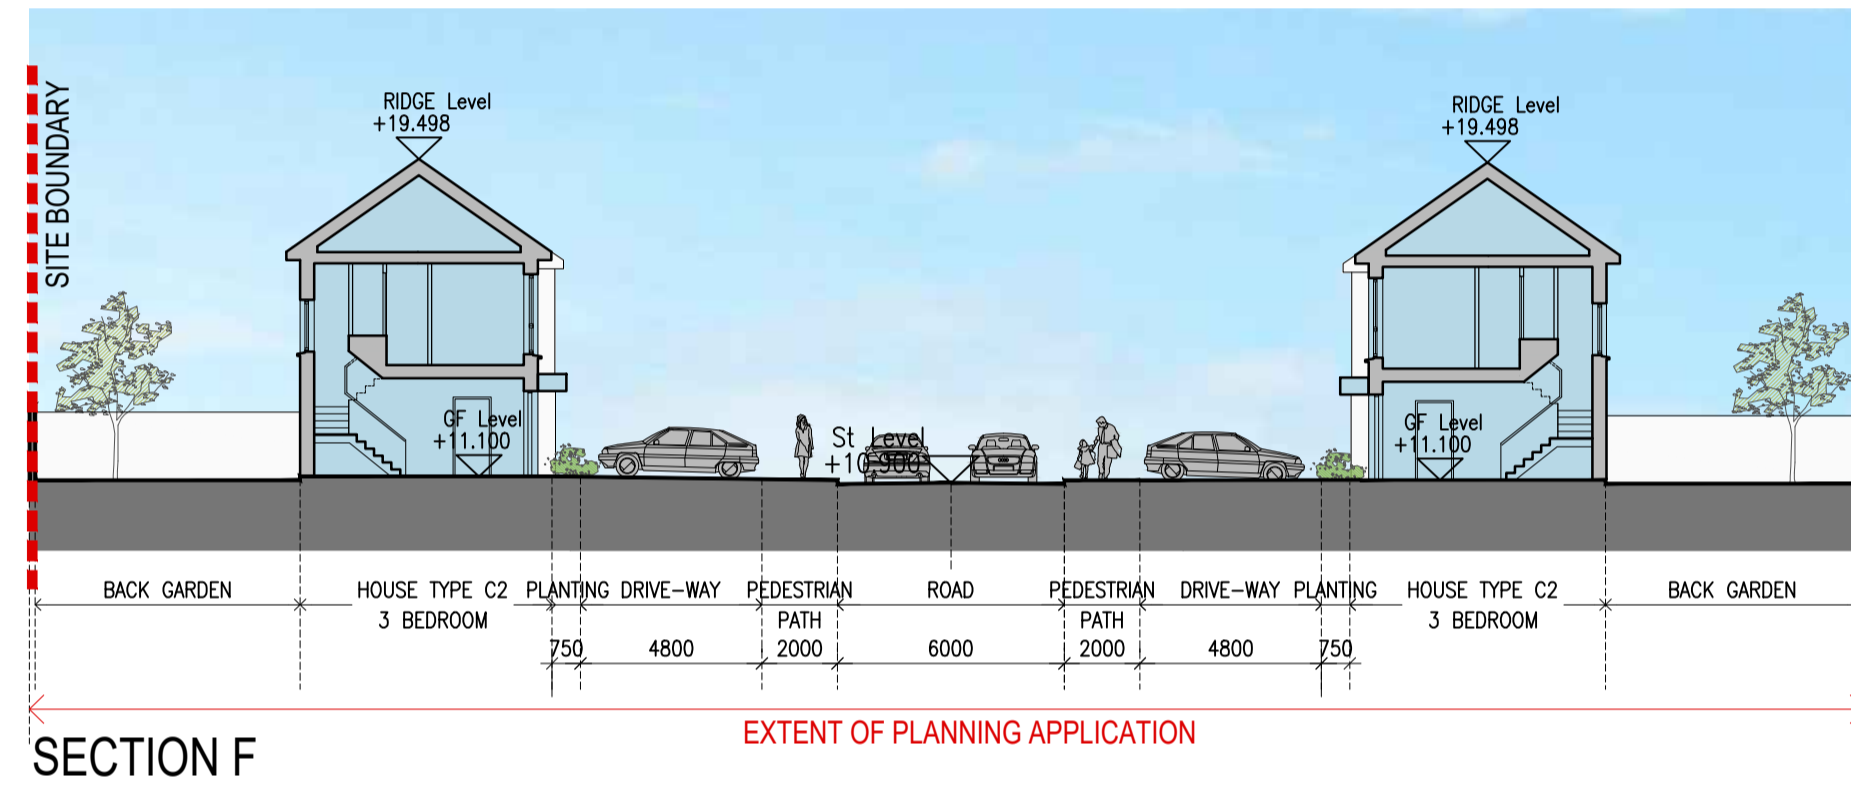 SITE BOUNDARY
RIDGE Level
+19.498
RIDGE Level
+19.498
GF Level
+11.100
St Level
+10.900
GF Level
+11.100
BACK GARDEN
HOUSE TYPE C2
3 BEDROOM
PLANTING
DRIVE-WAY
PEDESTRIAN
PATH
ROAD
PEDESTRIAN
PATH
DRIVE-WAY
PLANTING
HOUSE TYPE C2
3 BEDROOM
BACK GARDEN
750
4800
2000
6000
2000
4800
750
EXTENT OF PLANNING APPLICATION
SECTION F